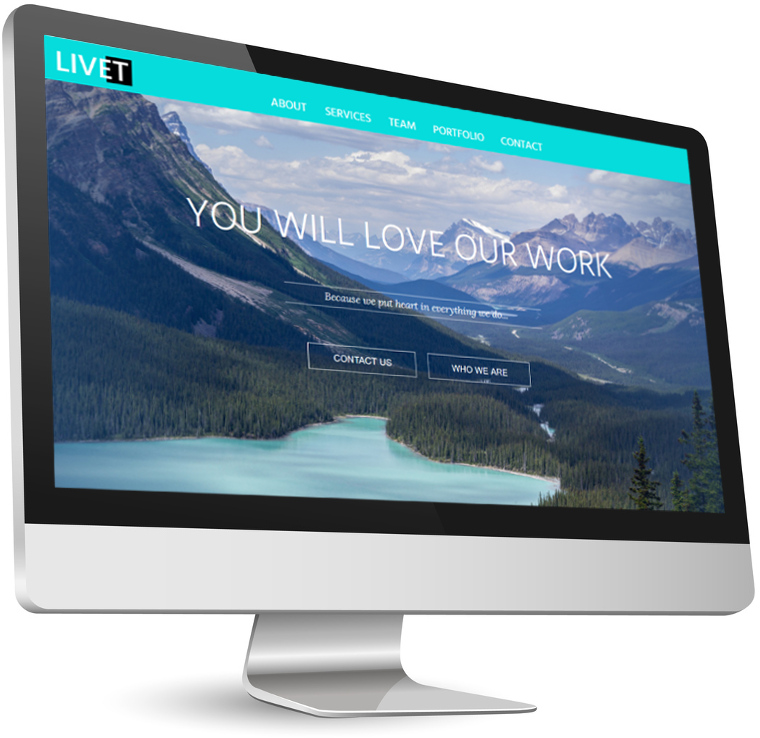 LIVET
ABOUT SERVICES TEAM PORTFOLIO CONTACT
YOU WILL LOVE OUR WORK
Because we put heart in everything we do...
CONTACT US WHO WE ARE